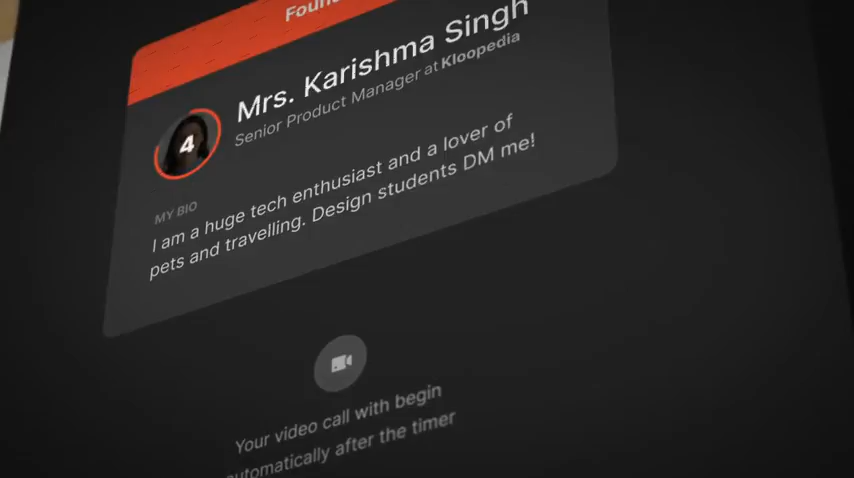 Mrs. Karishma Singh
Senior Product Manager at Kloopedia
4
MY BIO
I am a huge tech enthusiast and a lover of
pets and travelling. Design students DM me!
Your video call with begin
automatically after the timer